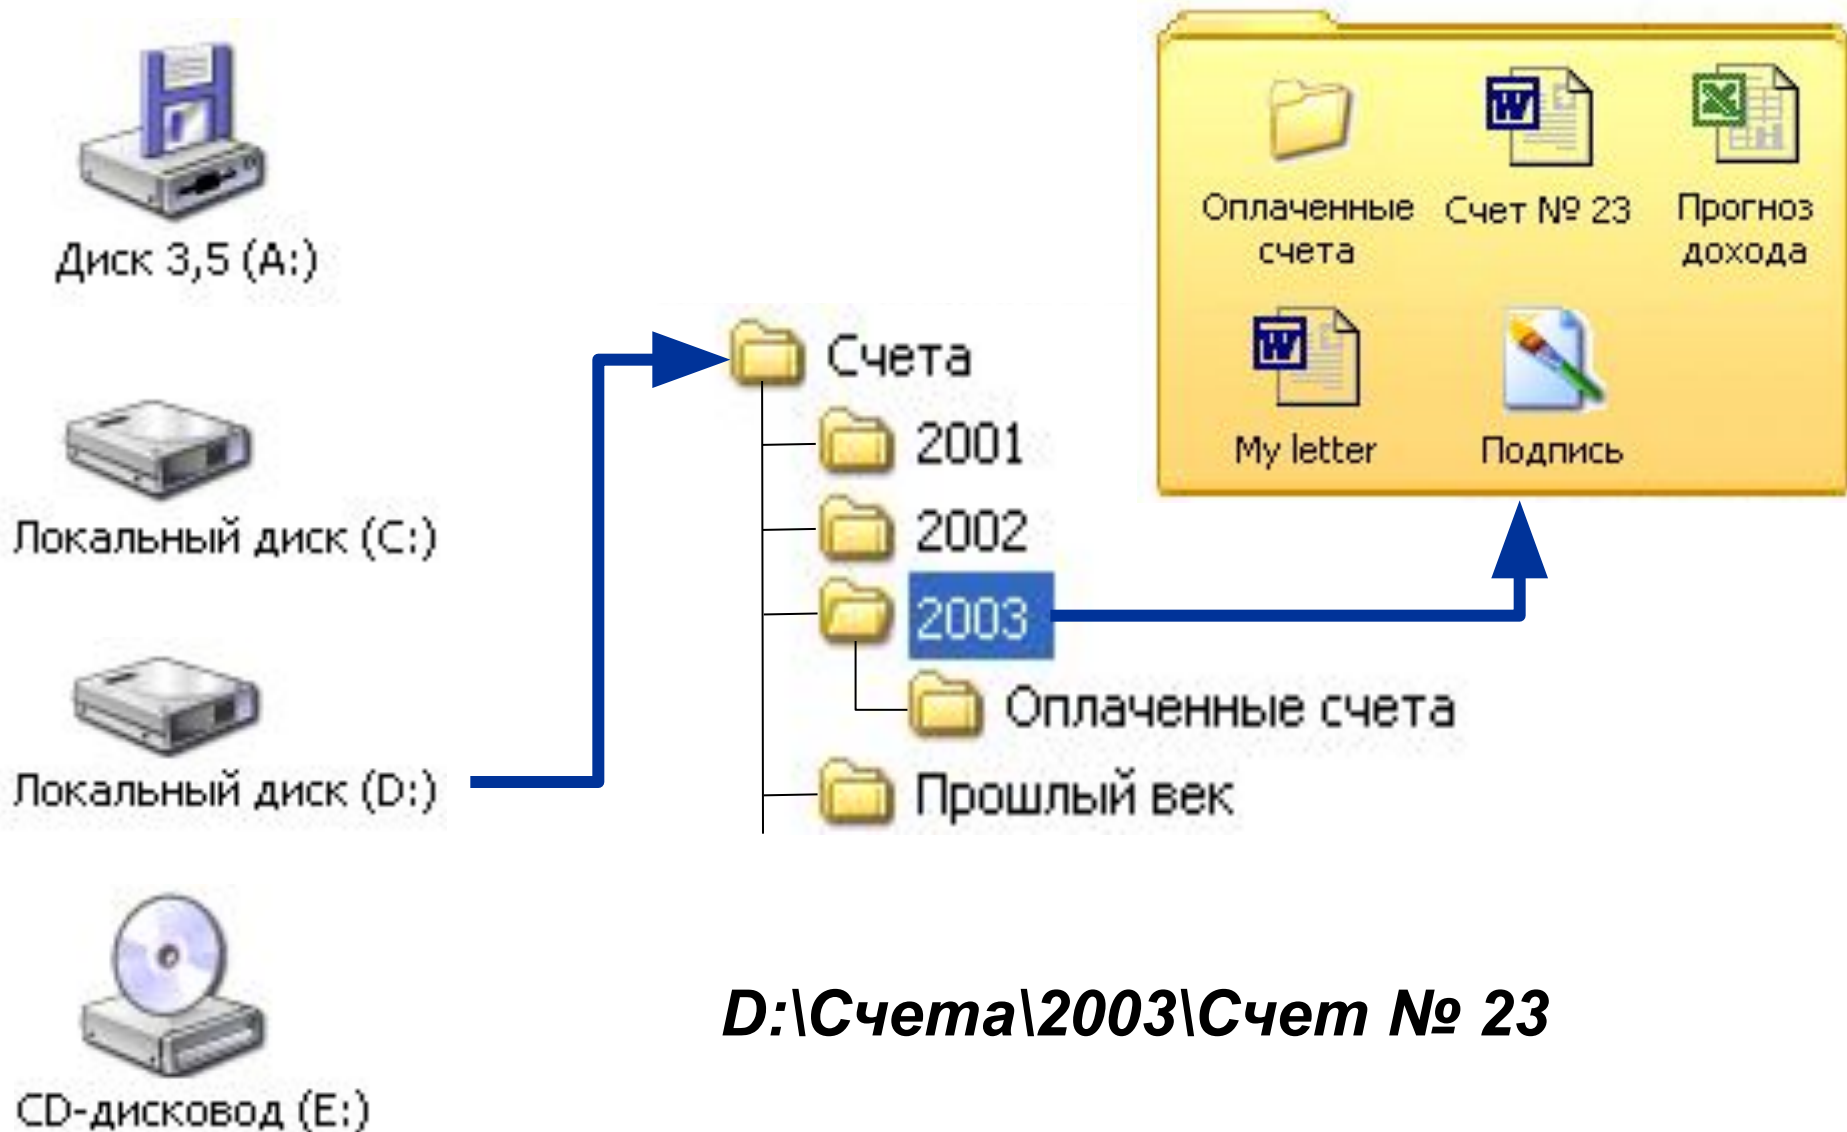 Диск 3,5 (A:)
Локальный диск (C:)
Локальный диск (D:)
CD-дисковод (E:)
Счета
2001
2002
2003
Оплаченные счета
Прошлый век
Оплаченные
счета
Счет № 23
Прогноз
дохода
My letter
Подпись
D:\Счета\2003\Счет № 23